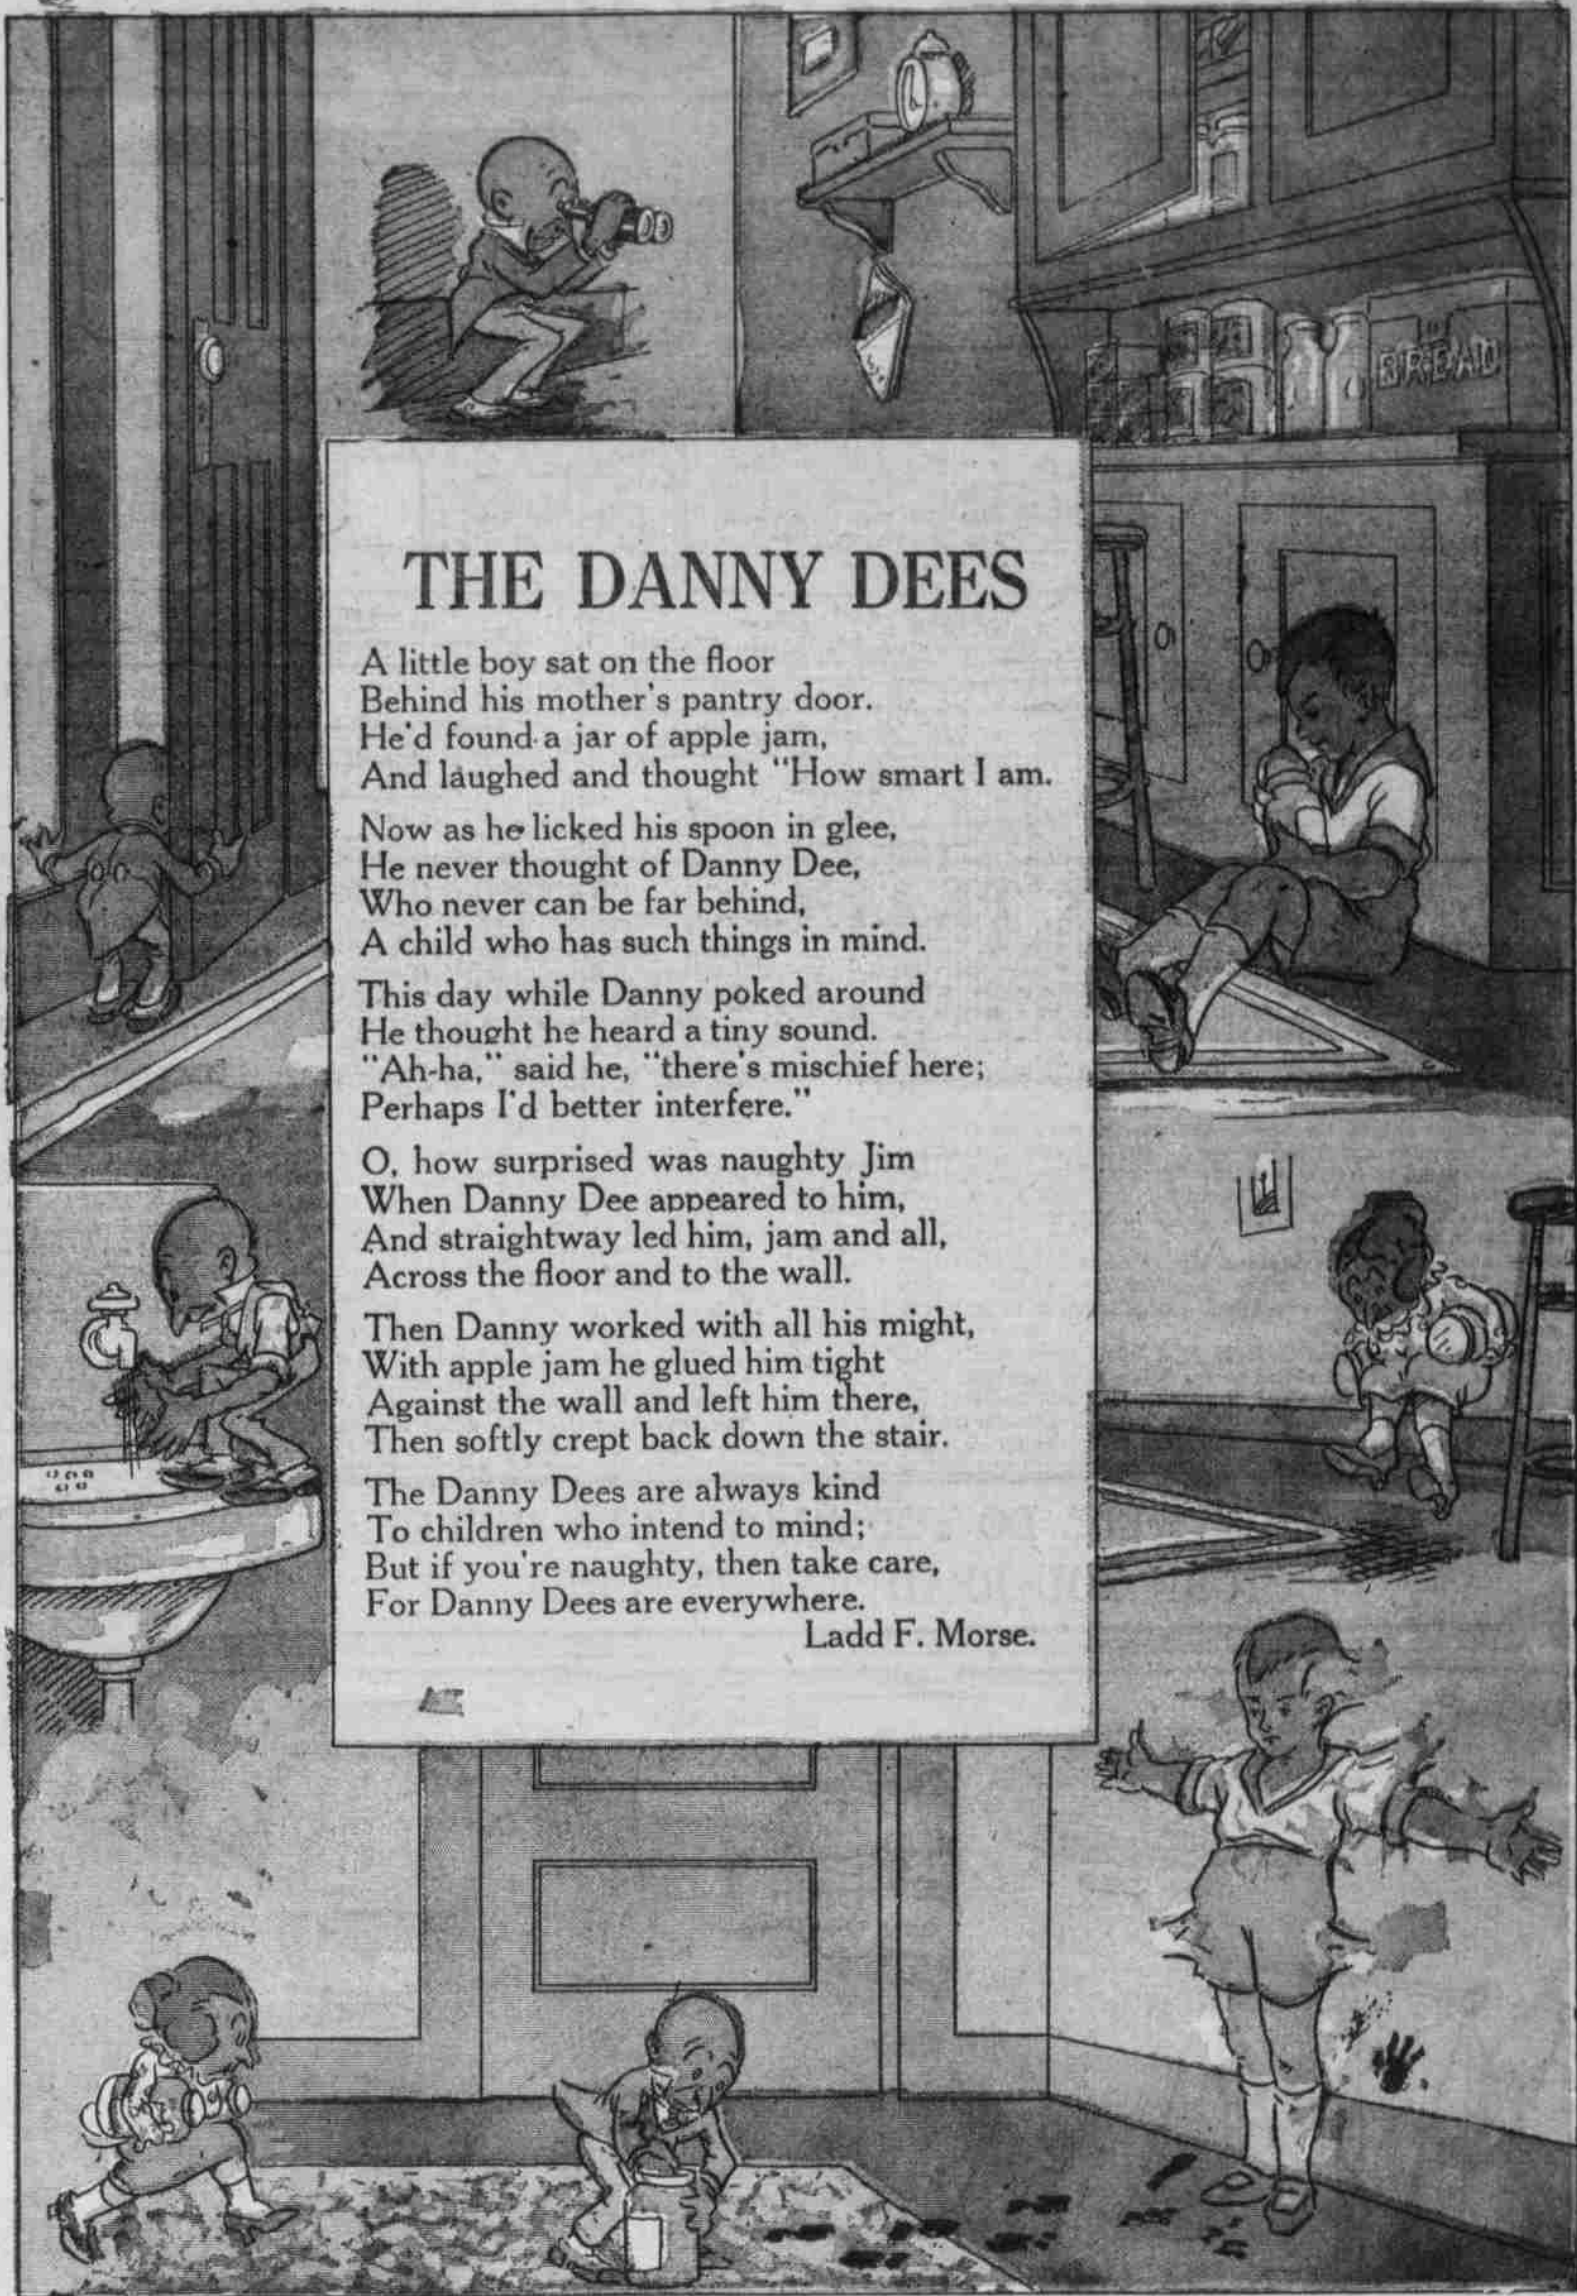 BREAD
THE DANNY DEES
A little boy sat on the floor
Behind his mother's pantry door.
He'd found a jar of apple jam,
And laughed and thought "How smart I am.
Now as he licked his spoon in glee,
He never thought of Danny Dee,
Who never can be far behind,
A child who has such things in mind.
This day while Danny poked around
He thought he heard a tiny sound.
"Ah-ha," said he, "there's mischief here;
Perhaps I'd better interfere."
O, how surprised was naughty Jim
When Danny Dee appeared to him,
And straightway led him, jam and all,
Across the floor and to the wall.
Then Danny worked with all his might,
With apple jam he glued him tight
Against the wall and left him there,
Then softly crept back down the stair.
The Danny Dees are always kind
To children who intend to mind;
But if you're naughty, then take care,
For Danny Dees are everywhere.
Ladd F. Morse.